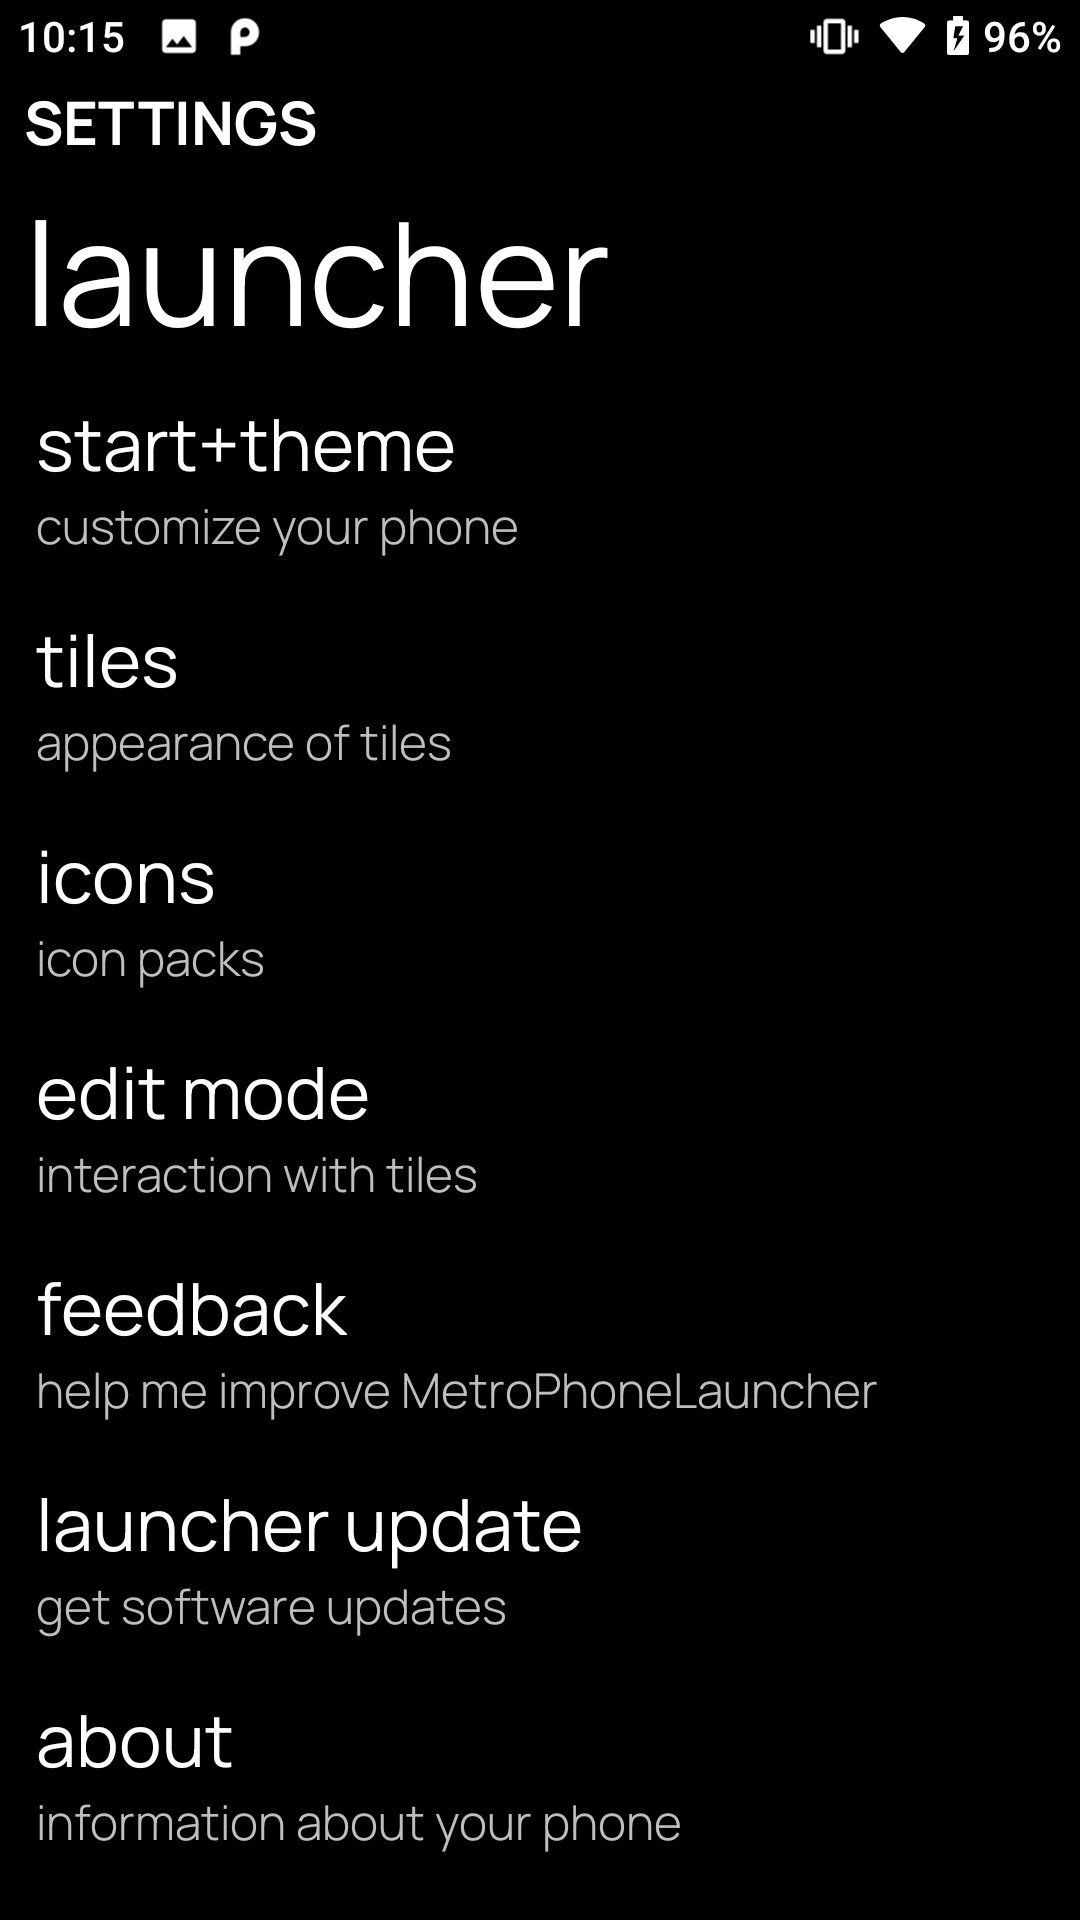 10:15 96%
SETTINGS
launcher
start+theme
customize your phone
tiles
appearance of tiles
icons
icon packs
edit mode
interaction with tiles
feedback
help me improve MetroPhoneLauncher
launcher update
get software updates
about
information about your phone